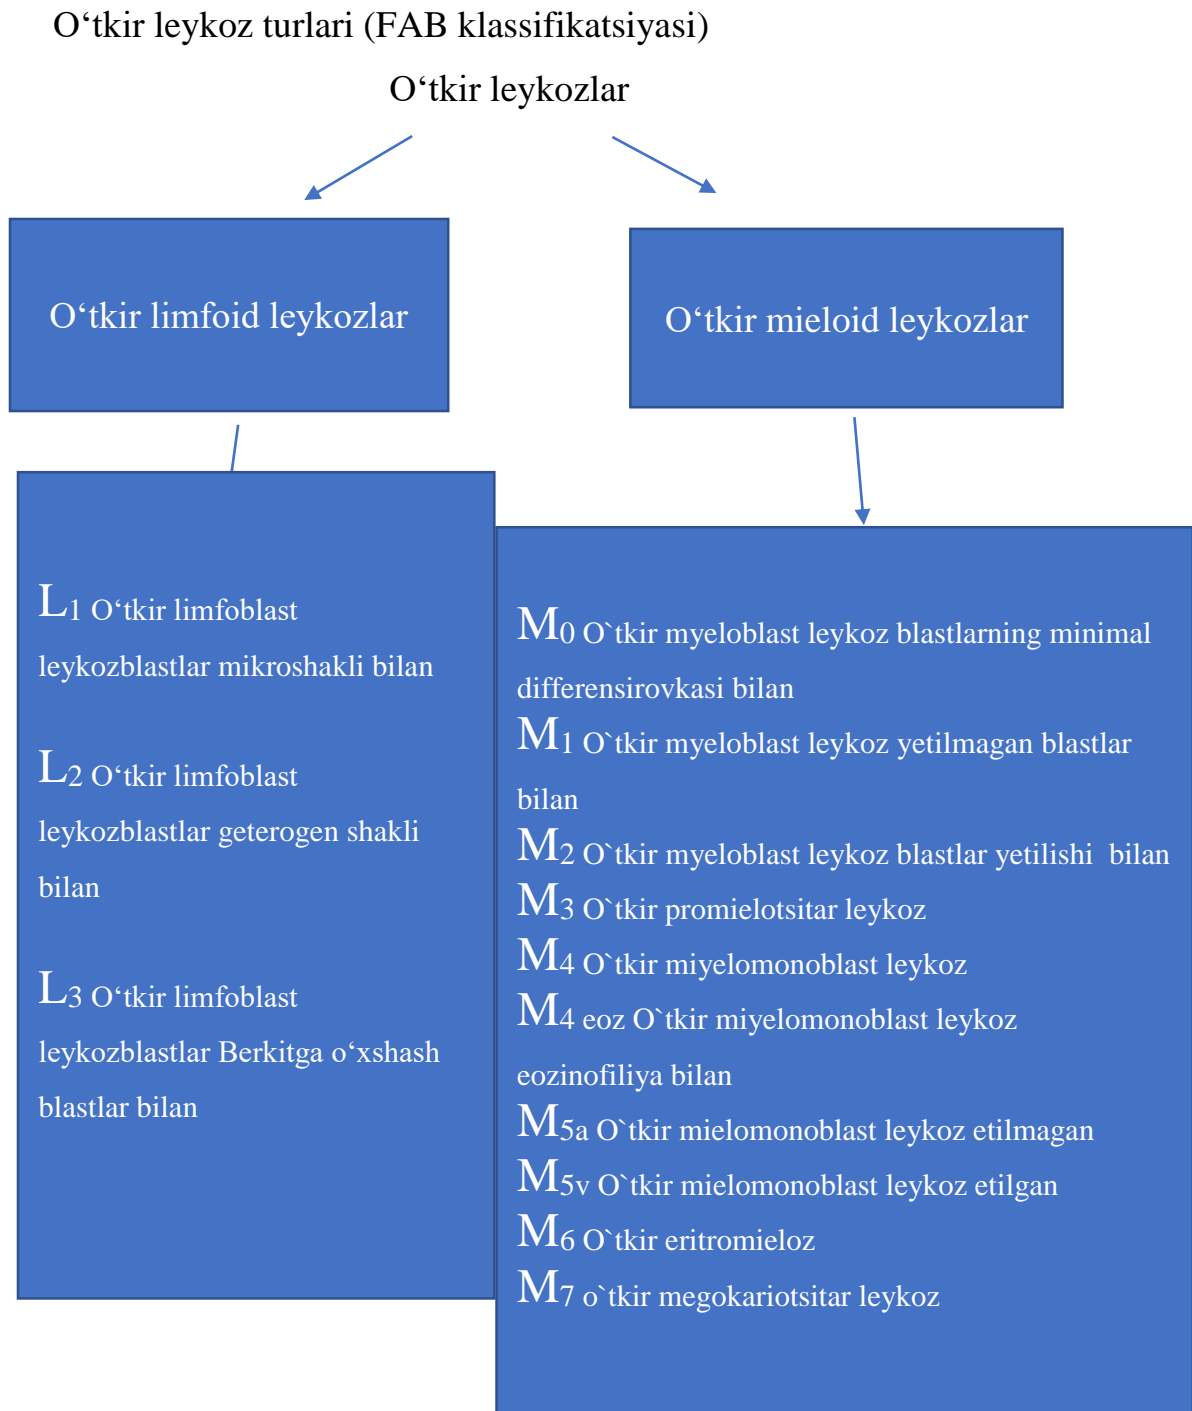 O‘tkir leykoz turlari (FAB klassifikatsiyasi)
O‘tkir leykozlar
O‘tkir limfoid leykozlar
O‘tkir mieloid leykozlar
L1 O‘tkir limfoblast
leykozblastlar mikroshakli bilan
L2 O‘tkir limfoblast
leykozblastlar geterogen shakli
bilan
L3 O‘tkir limfoblast
leykozblastlar Berkitga o‘xshash
blastlar bilan
M0 O`tkir myeloblast leykoz blastlarning minimal
differensirovkasi bilan
M1 O`tkir myeloblast leykoz yetilmagan blastlar
bilan
M2 O`tkir myeloblast leykoz blastlar yetilishi bilan
M3 O`tkir promielotsitar leykoz
M4 O`tkir miyelomonoblast leykoz
M4 eoz O`tkir miyelomonoblast leykoz
eozinofiliya bilan
M5a O`tkir mielomonoblast leykoz etilmagan
M5v O`tkir mielomonoblast leykoz etilgan
M6 O`tkir eritromieloz
M7 o`tkir megokariotsitar leykoz